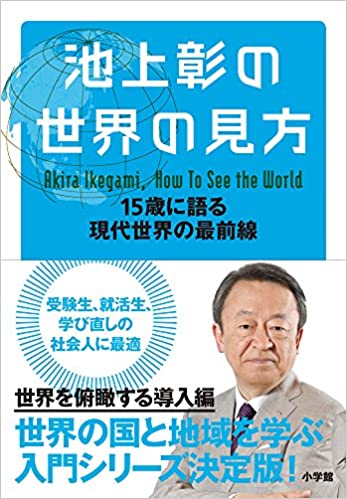 池上彰の
世界の見方
Akira Ikegami, How To See the World
15歳に語る
現代世界の最前線
受験生、就活生、
学び直しの
社会人に最適
世界を俯瞰する導入編
世界の国と地域を学ぶ
入門シリーズ決定版!
小学館